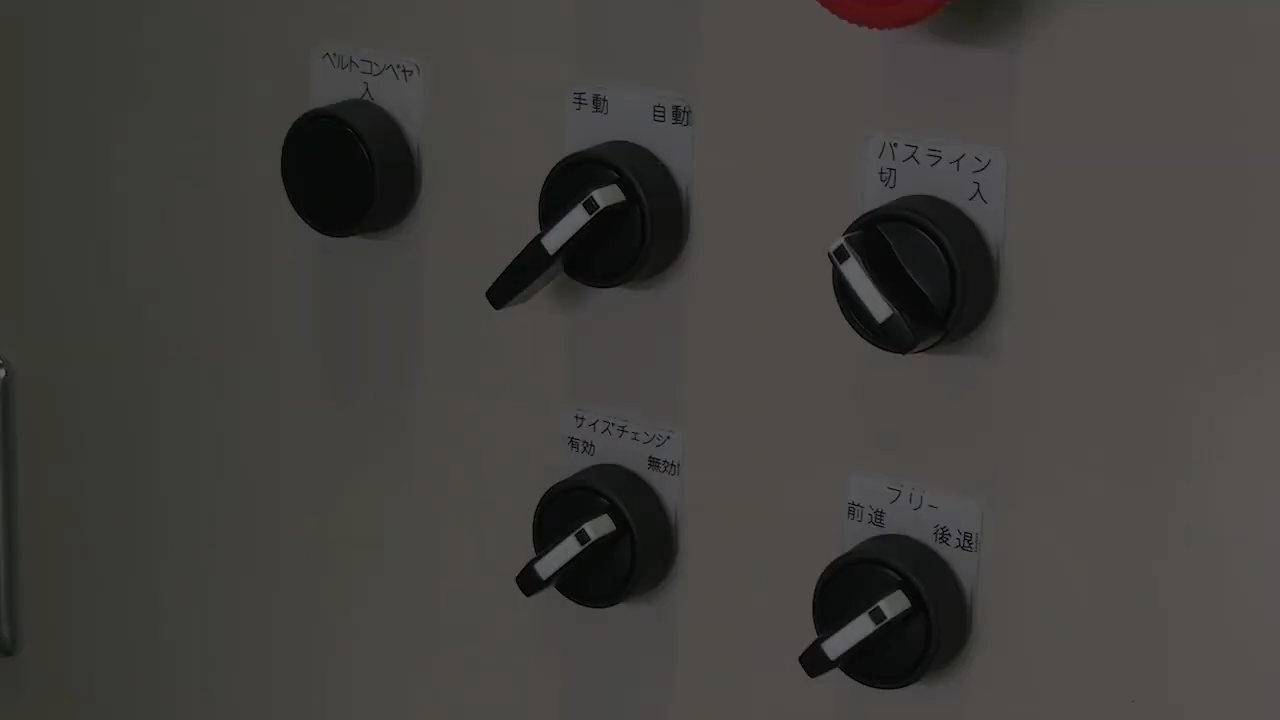 ベルトコンベヤ
入
手動 自動
パスライン
切 入
サイズチェンジ
有効 無効
フリー
前進 後退